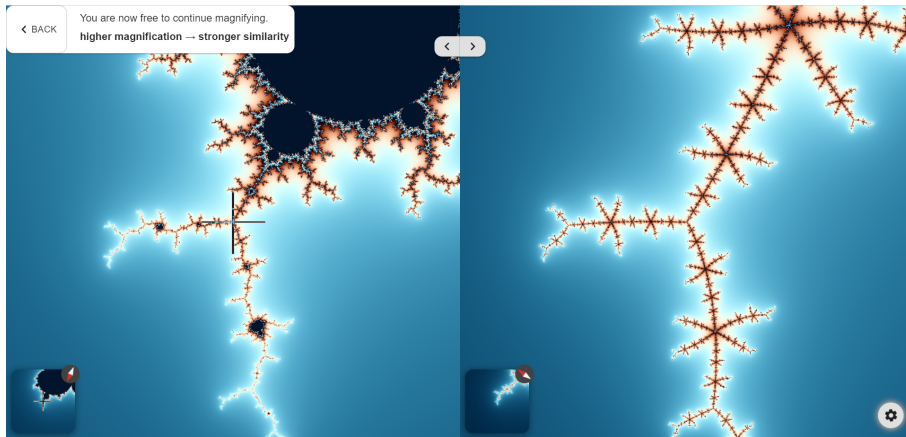 BACK
You are now free to continue magnifying.
higher magnification → stronger similarity